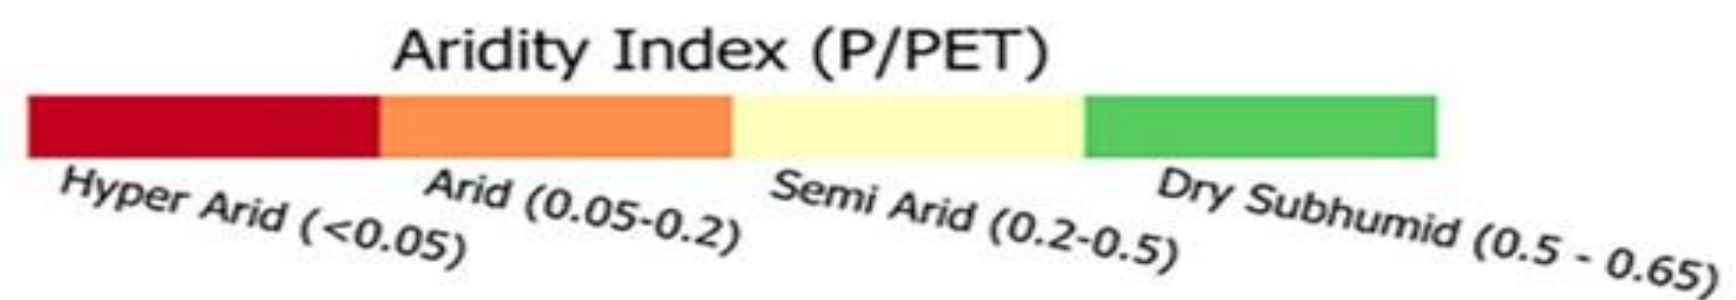 Aridity Index (P/PET)
Hyper Arid (<0.05)
Arid (0.05-0.2)
Semi Arid (0.2-0.5)
Dry Subhumid (0.5 - 0.65)